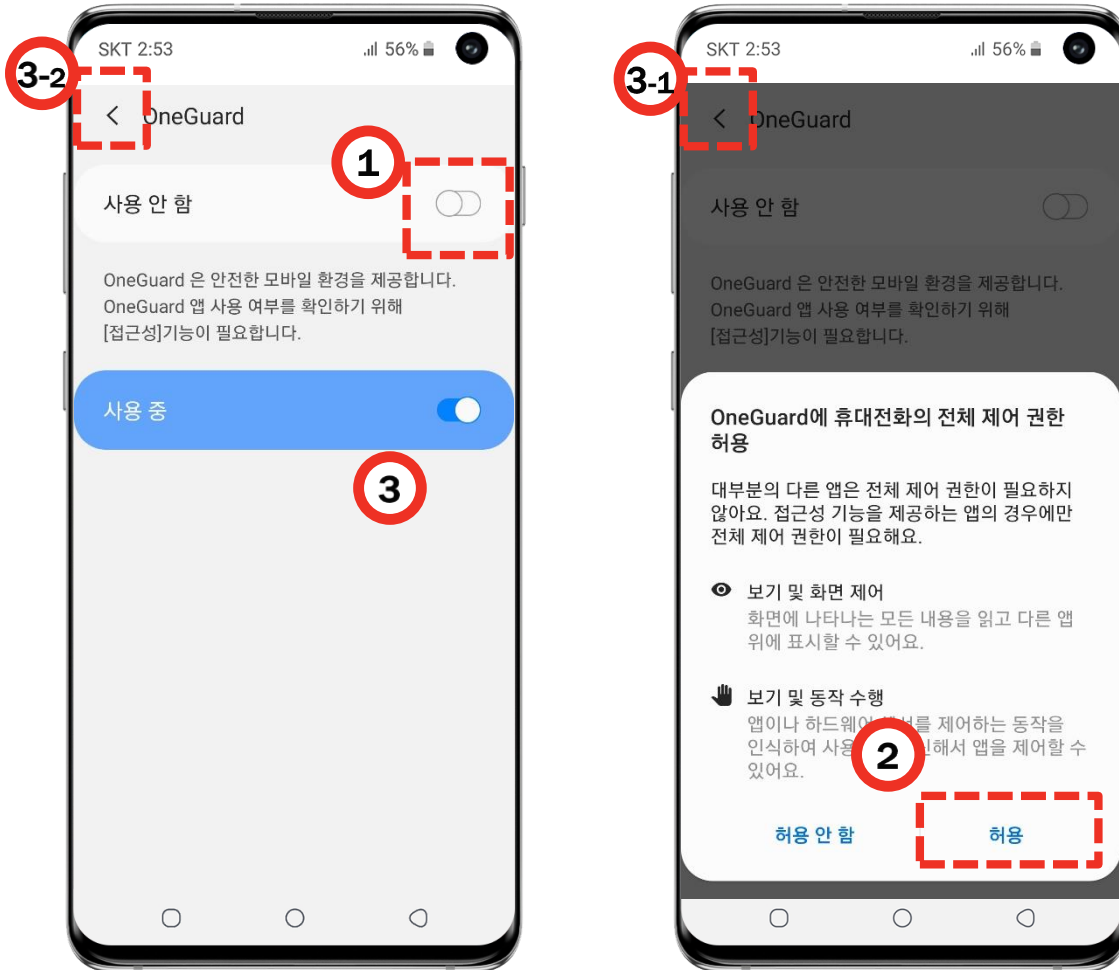 SKT 2:53
56%
3-2
OneGuard
1
사용 안 함
OneGuard 은 안전한 모바일 환경을 제공합니다.
OneGuard 앱 사용 여부를 확인하기 위해
[접근성]기능이 필요합니다.
사용 중
3
SKT 2:53
56%
3-1
OneGuard
사용 안 함
OneGuard 은 안전한 모바일 환경을 제공합니다.
OneGuard 앱 사용 여부를 확인하기 위해
[접근성]기능이 필요합니다.
OneGuard에 휴대전화의 전체 제어 권한
허용
대부분의 다른 앱은 전체 제어 권한이 필요하지
않아요. 접근성 기능을 제공하는 앱의 경우에만
전체 제어 권한이 필요해요.
보기 및 화면 제어
화면에 나타나는 모든 내용을 읽고 다른 앱
위에 표시할 수 있어요.
보기 및 동작 수행
앱이나 제어하는 동작을
인식하여 앱을 제어할 수
있어요.
2
허용 안 함
허용